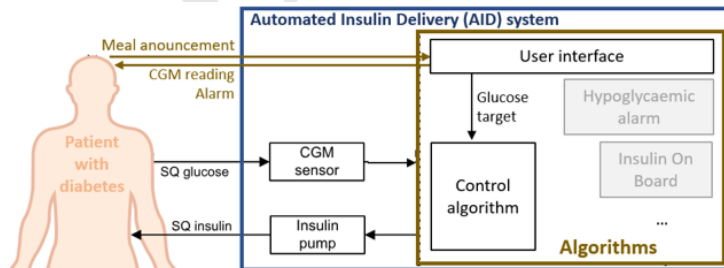 Automated Insulin Delivery (AID) system
Meal anouncement
CGM reading
Alarm
User interface
Glucose
target
Hypoglycaemic
alarm
Patient
with
diabetes
SQ glucose
CGM
sensor
Control
algorithm
Insulin On
Board
SQ insulin
Insulin
pump
...
Algorithms